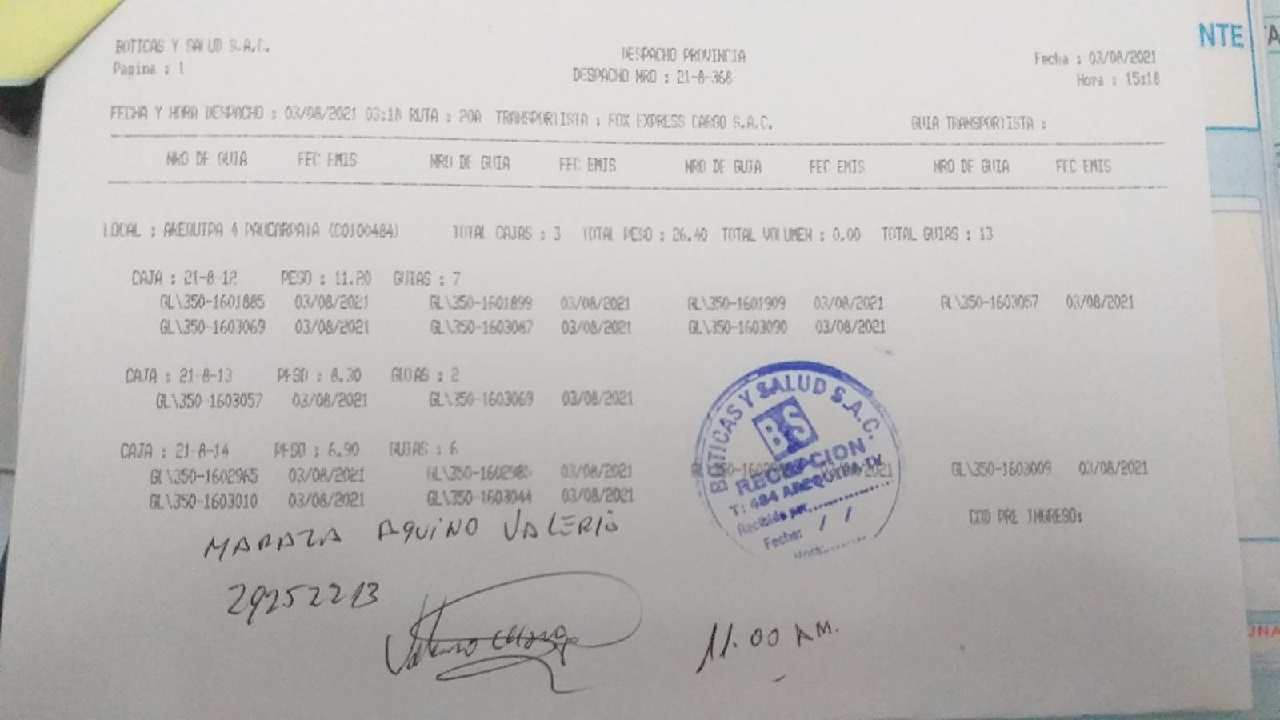 BOTICAS Y SALUD S.A.C.
DESPACHO PROVINCIA
Fecha : 03/08/2021
Pagina : 1
DESPACHO NRO : 21-8-368
Hora : 15:18
FECHA Y HORA DESPACHO : 03/08/2021 03:18 RUTA : TRANSPORTISTA : FOX EXPRESS CARGO S.A.C. GUIA TRANSPORTISTA :
NRO DE GUIA FEC EMIS NRO DE GUIA FEC EMIS NRO DE GUIA FEC EMIS NRO DE GUIA FEC EMIS
LOCAL : AREQUIPA 4 PAUCARPATA (C0100484) TOTAL CAJAS : 3 TOTAL PESO : 26.40 TOTAL VOLUMEN : 0.00 TOTAL GUIAS : 13
CAJA : 21-8-12 PESO : 11.20 GUIAS : 7
GL\350-1601885 03/08/2021 GL\350-1601899 03/08/2021 GL\350-1601909 03/08/2021 GL\350-1603057 03/08/2021
GL\350-1603069 03/08/2021 GL\350-1603087 03/08/2021 GL\350-1603090 03/08/2021
CAJA : 21-8-13 PESO : 8.30 GUIAS : 2
GL\350-1603057 03/08/2021 GL\350-1603069 03/08/2021
CAJA : 21-8-14 PESO : 6.90 GUIAS : 6
GL\350-1602965 03/08/2021 03/08/2021 GL\350-1603009 03/08/2021
GL\350-1603010 03/08/2021 GL\350-1603044 03/08/2021
COD PRE INGRESO:
BOTICAS Y SALUD S.A.C.
BS
RECEPCION
T: 484 AREQUIPA IV
Recibido por
Fecha: / /
Hora:
MARAZA AQUINO VALERIO
29252213
11.00 AM.
NTE